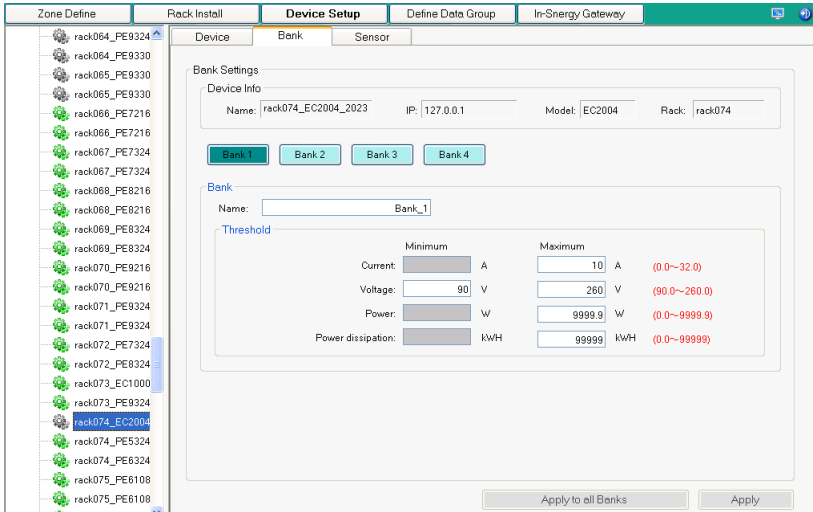 Zone Define Rack Install Device Setup Define Data Group In-Snergy Gateway
Device Bank Sensor
rack064_PE9324
rack064_PE9330
rack065_PE9330
rack065_PE9330
rack066_PE7216
rack066_PE7216
rack067_PE7324
rack067_PE7324
rack068_PE8216
rack068_PE8216
rack069_PE8324
rack069_PE8324
rack070_PE9216
rack070_PE9216
rack071_PE9324
rack071_PE9324
rack072_PE7324
rack072_PE8324
rack073_EC1000
rack073_PE9324
rack074_EC2004
rack074_PE5324
rack074_PE6324
rack075_PE6108
rack075_PE6108
Bank Settings
Device Info
Name: rack074_EC2004_2023 IP: 127.0.0.1 Model: EC2004 Rack: rack074
Bank 1 Bank 2 Bank 3 Bank 4
Bank
Name: Bank_1
Threshold
Minimum Maximum
Current: A 10 A (0.0~32.0)
Voltage: 90 V 260 V (90.0~260.0)
Power: W 9999.9 W (0.0~9999.9)
Power dissipation: kWH 99999 kWH (0.0~99999)
Apply to all Banks Apply